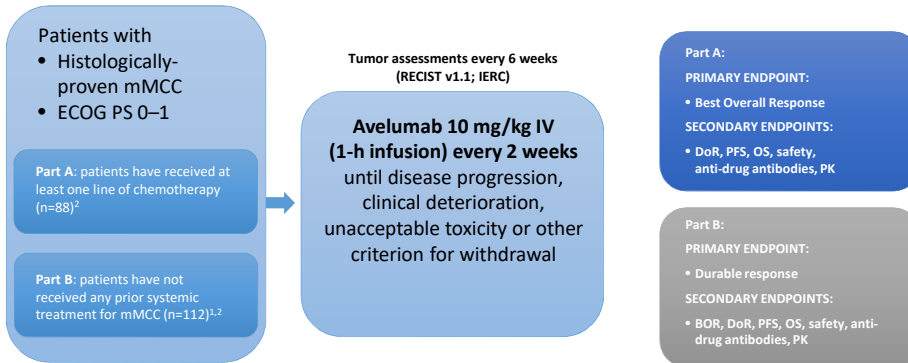 Patients with
• Histologically-
proven mMCC
• ECOG PS 0–1
Part A: patients have received at
least one line of chemotherapy
(n=88)²
Part B: patients have not
received any prior systemic
treatment for mMCC (n=112)¹,²
Tumor assessments every 6 weeks
(RECIST v1.1; IERC)
Avelumab 10 mg/kg IV
(1-h infusion) every 2 weeks
until disease progression,
clinical deterioration,
unacceptable toxicity or other
criterion for withdrawal
Part A:
PRIMARY ENDPOINT:
• Best Overall Response
SECONDARY ENDPOINTS:
• DoR, PFS, OS, safety,
anti-drug antibodies, PK
Part B:
PRIMARY ENDPOINT:
• Durable response
SECONDARY ENDPOINTS:
• BOR, DoR, PFS, OS, safety, anti-
drug antibodies, PK